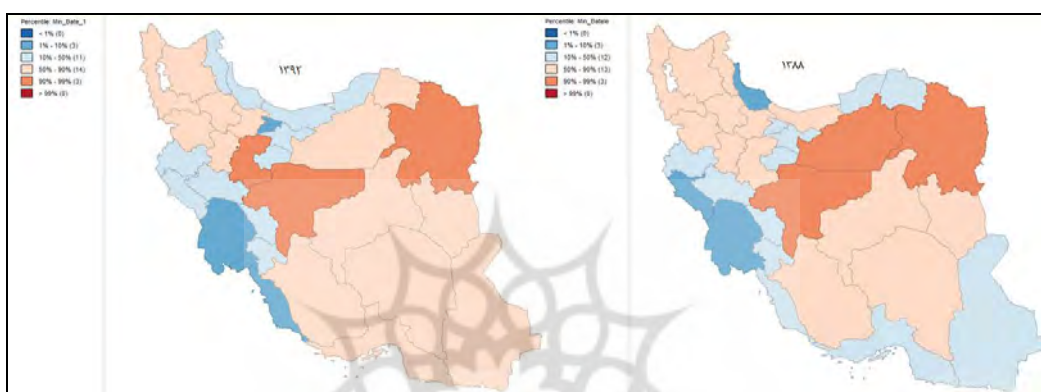 Percentile: Min_Date_1
< 1% (0)
1% - 10% (3)
10% - 50% (11)
50% - 90% (14)
90% - 99% (3)
> 99% (0)
۱۳۹۲
Percentile: Min_Datele
< 1% (0)
1% - 10% (3)
10% - 50% (12)
50% - 90% (13)
90% - 99% (3)
> 99% (0)
۱۳۸۸